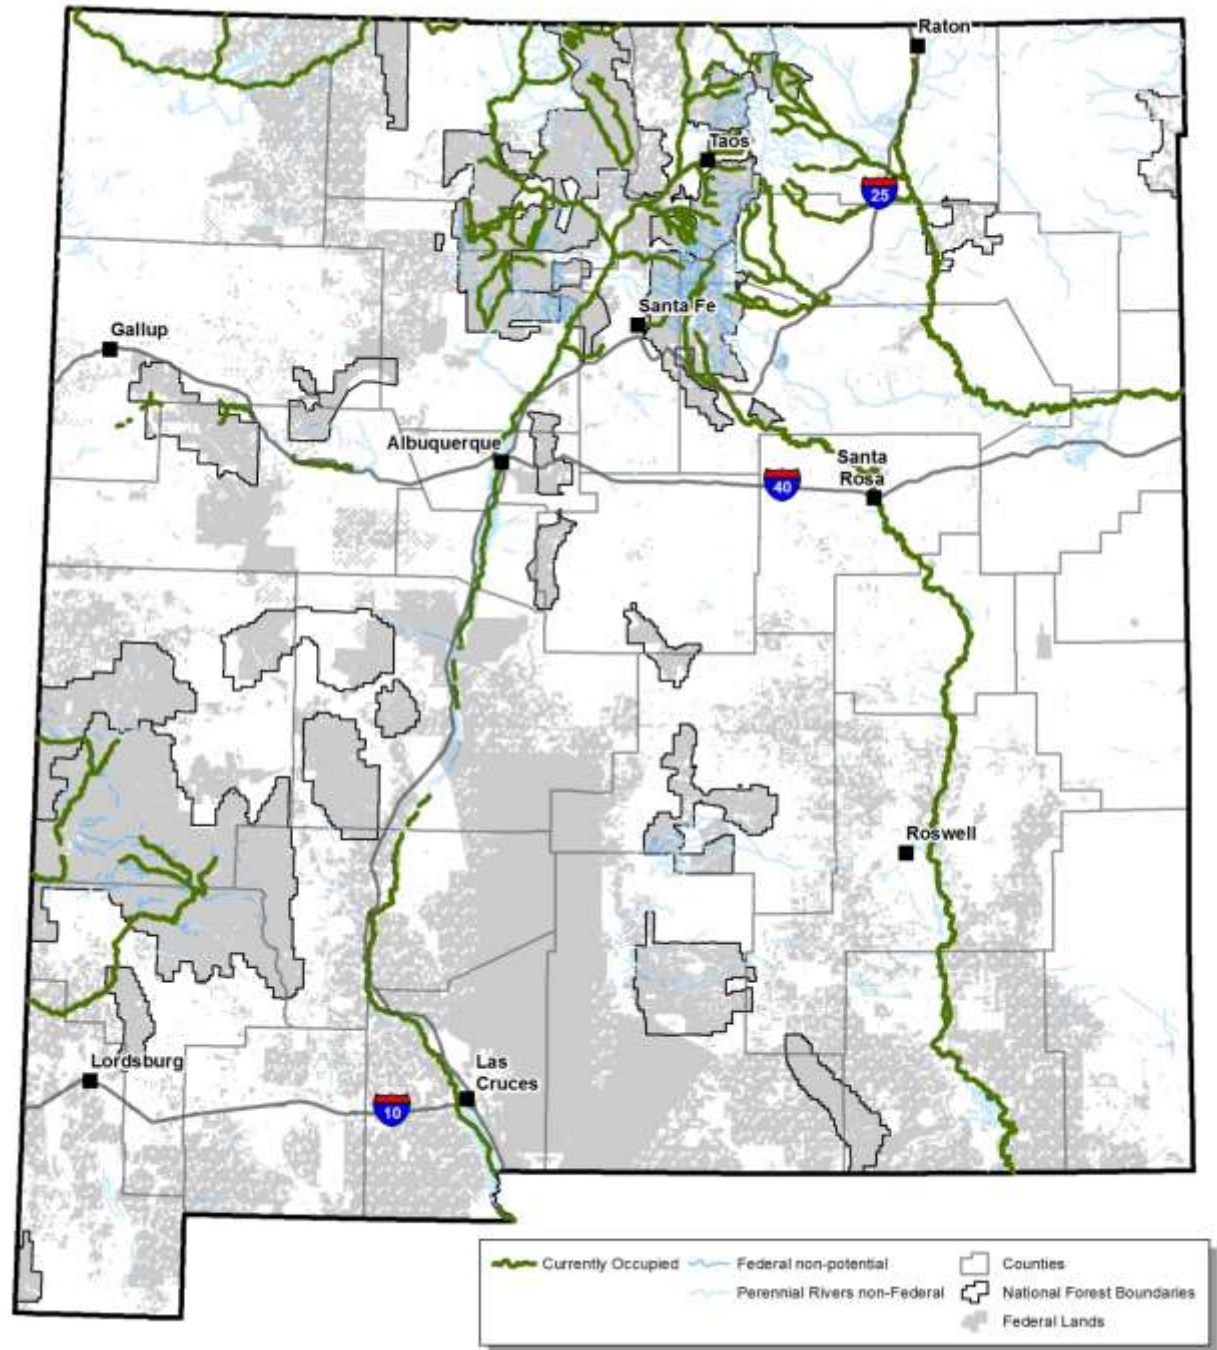 Raton
Taos
25
Santa Fe
Gallup
Albuquerque
Santa
Rosa
40
Roswell
Lordsburg
Las
Cruces
10
Currently Occupied
Federal non-potential
Counties
Perennial Rivers non-Federal
National Forest Boundaries
Federal Lands